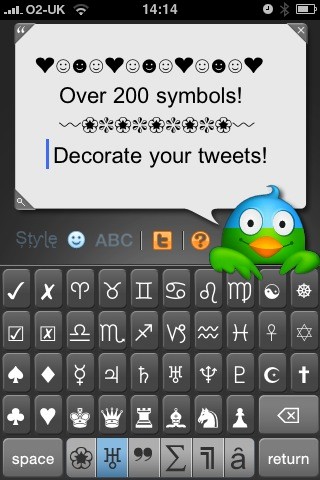 O2-UK 14:14
♥☺☻☺♥☺☻☺♥☺☻☺♥
Over 200 symbols!
〰❀✼❀✼❀✼❀✼❀〰
Decorate your tweets!
Style ABC t ?
✓ ✗ ♈ ♉ ♊ ♋ ♌ ♍ ☯ ☸
☑ ☒ ♎ ♏ ♐ ♑ ♒ ♓ ♀ ✡
♠ ♦ ☿ ♃ ♄ ♅ ♆ ♇ ☪ ✝
♣ ♥ ♚ ♛ ♜ ♝ ♞ ♟ ⌫
space ❀ ♅ ❞ Σ ╗ â return